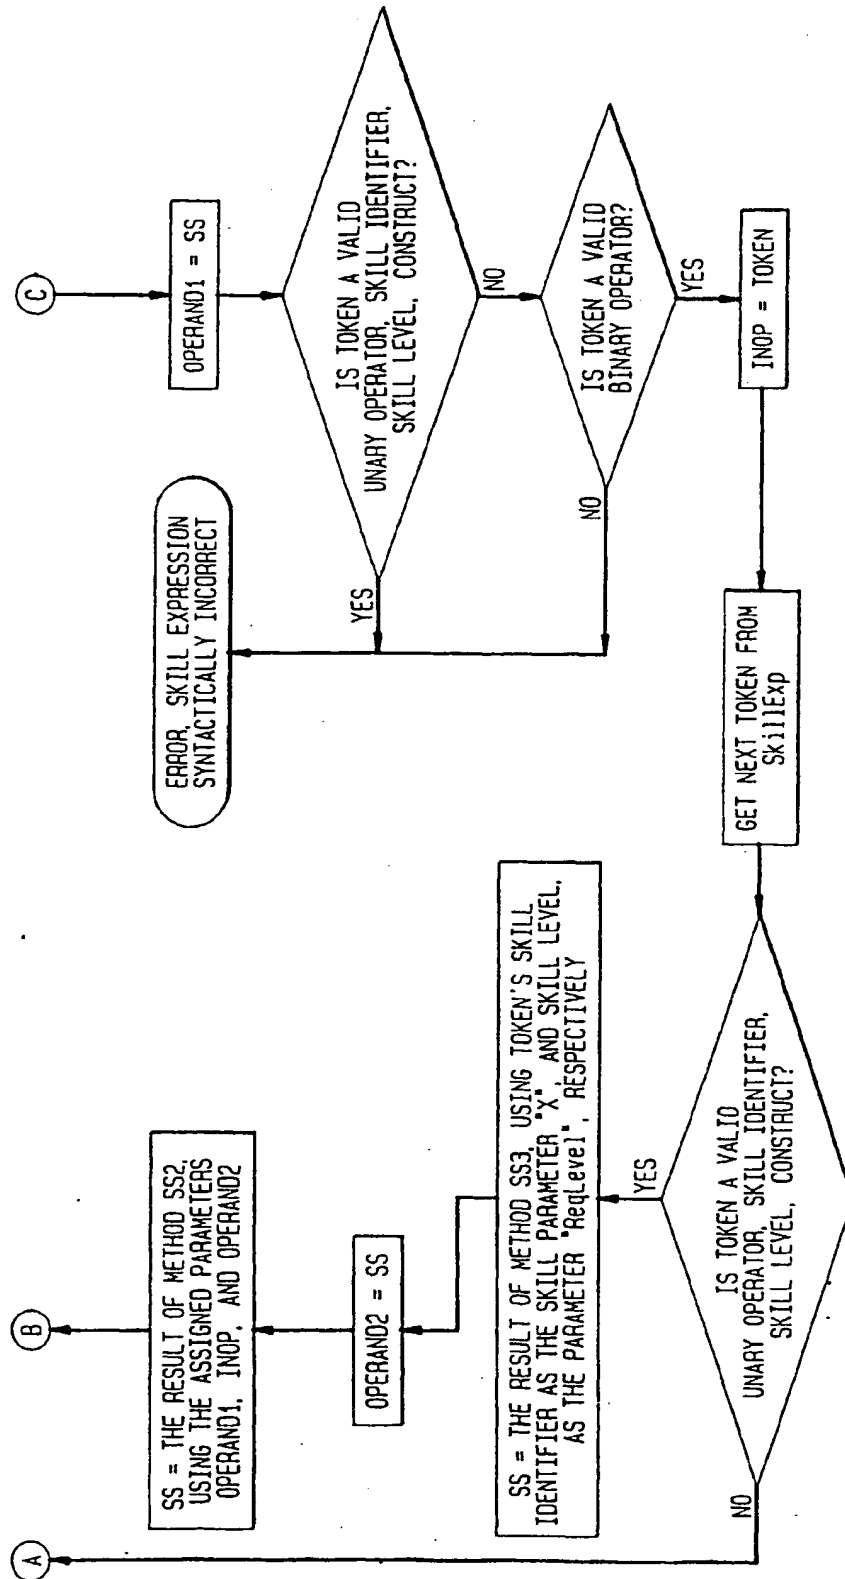 C
OPERAND1 = SS
IS TOKEN A VALID
UNARY OPERATOR, SKILL IDENTIFIER,
SKILL LEVEL, CONSTRUCT?
YES
NO
ERROR, SKILL EXPRESSION
SYNTACTICALLY INCORRECT
IS TOKEN A VALID
BINARY OPERATOR?
NO
YES
INOP = TOKEN
GET NEXT TOKEN FROM
SkillExp
IS TOKEN A VALID
UNARY OPERATOR, SKILL IDENTIFIER,
SKILL LEVEL, CONSTRUCT?
YES
NO
SS = THE RESULT OF METHOD SS3, USING TOKEN'S SKILL
IDENTIFIER AS THE SKILL PARAMETER "X", AND SKILL LEVEL,
AS THE PARAMETER "ReqLevel", RESPECTIVELY
OPERAND2 = SS
SS = THE RESULT OF METHOD SS2,
USING THE ASSIGNED PARAMETERS
OPERAND1, INOP, AND OPERAND2
B
A